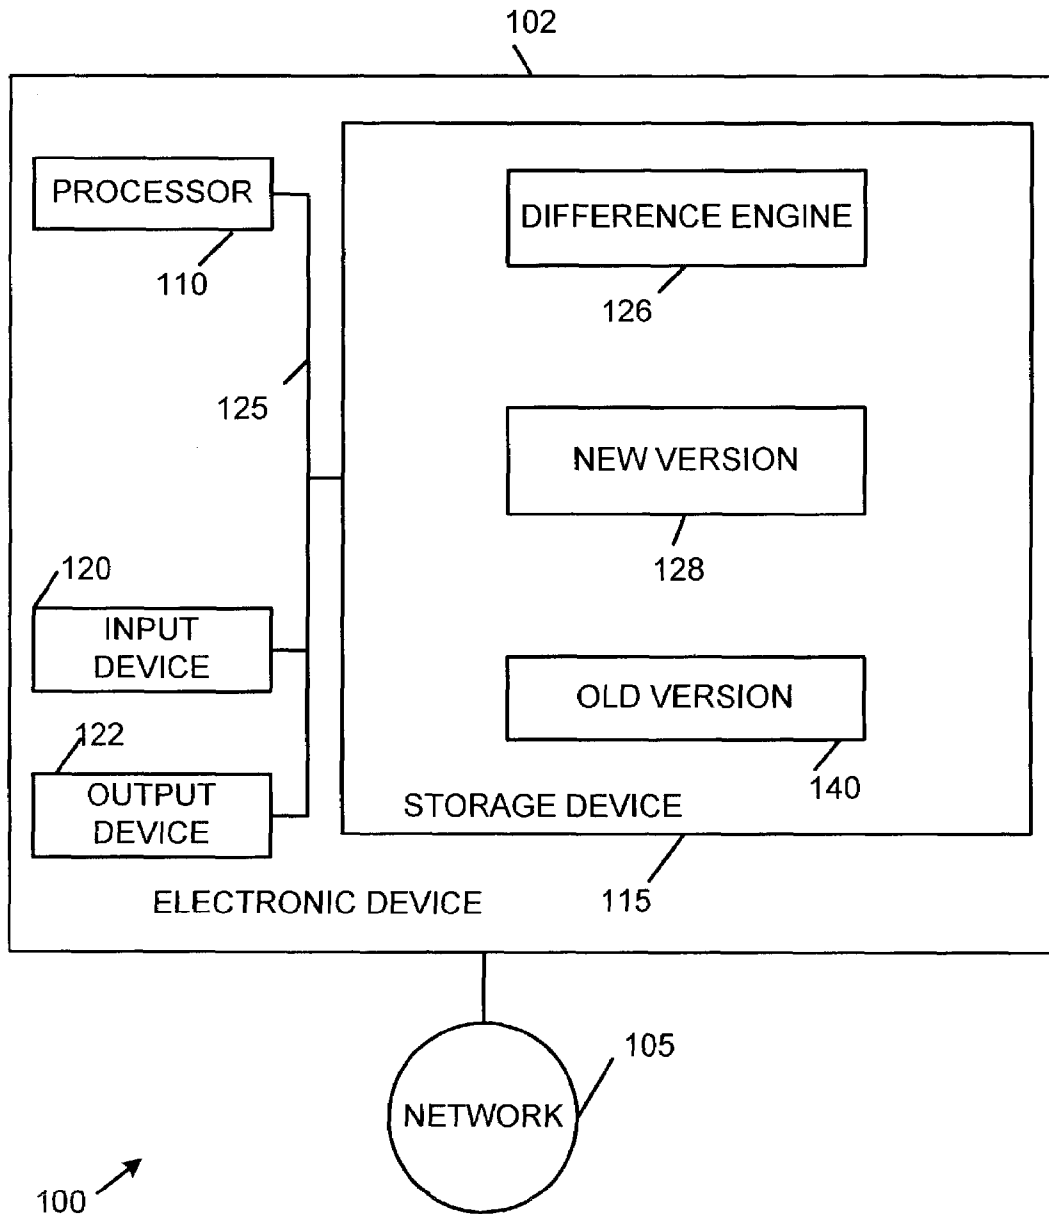 102
PROCESSOR
110
DIFFERENCE ENGINE
126
125
NEW VERSION
128
120
INPUT
DEVICE
OLD VERSION
140
122
OUTPUT
DEVICE
STORAGE DEVICE
115
ELECTRONIC DEVICE
105
NETWORK
100